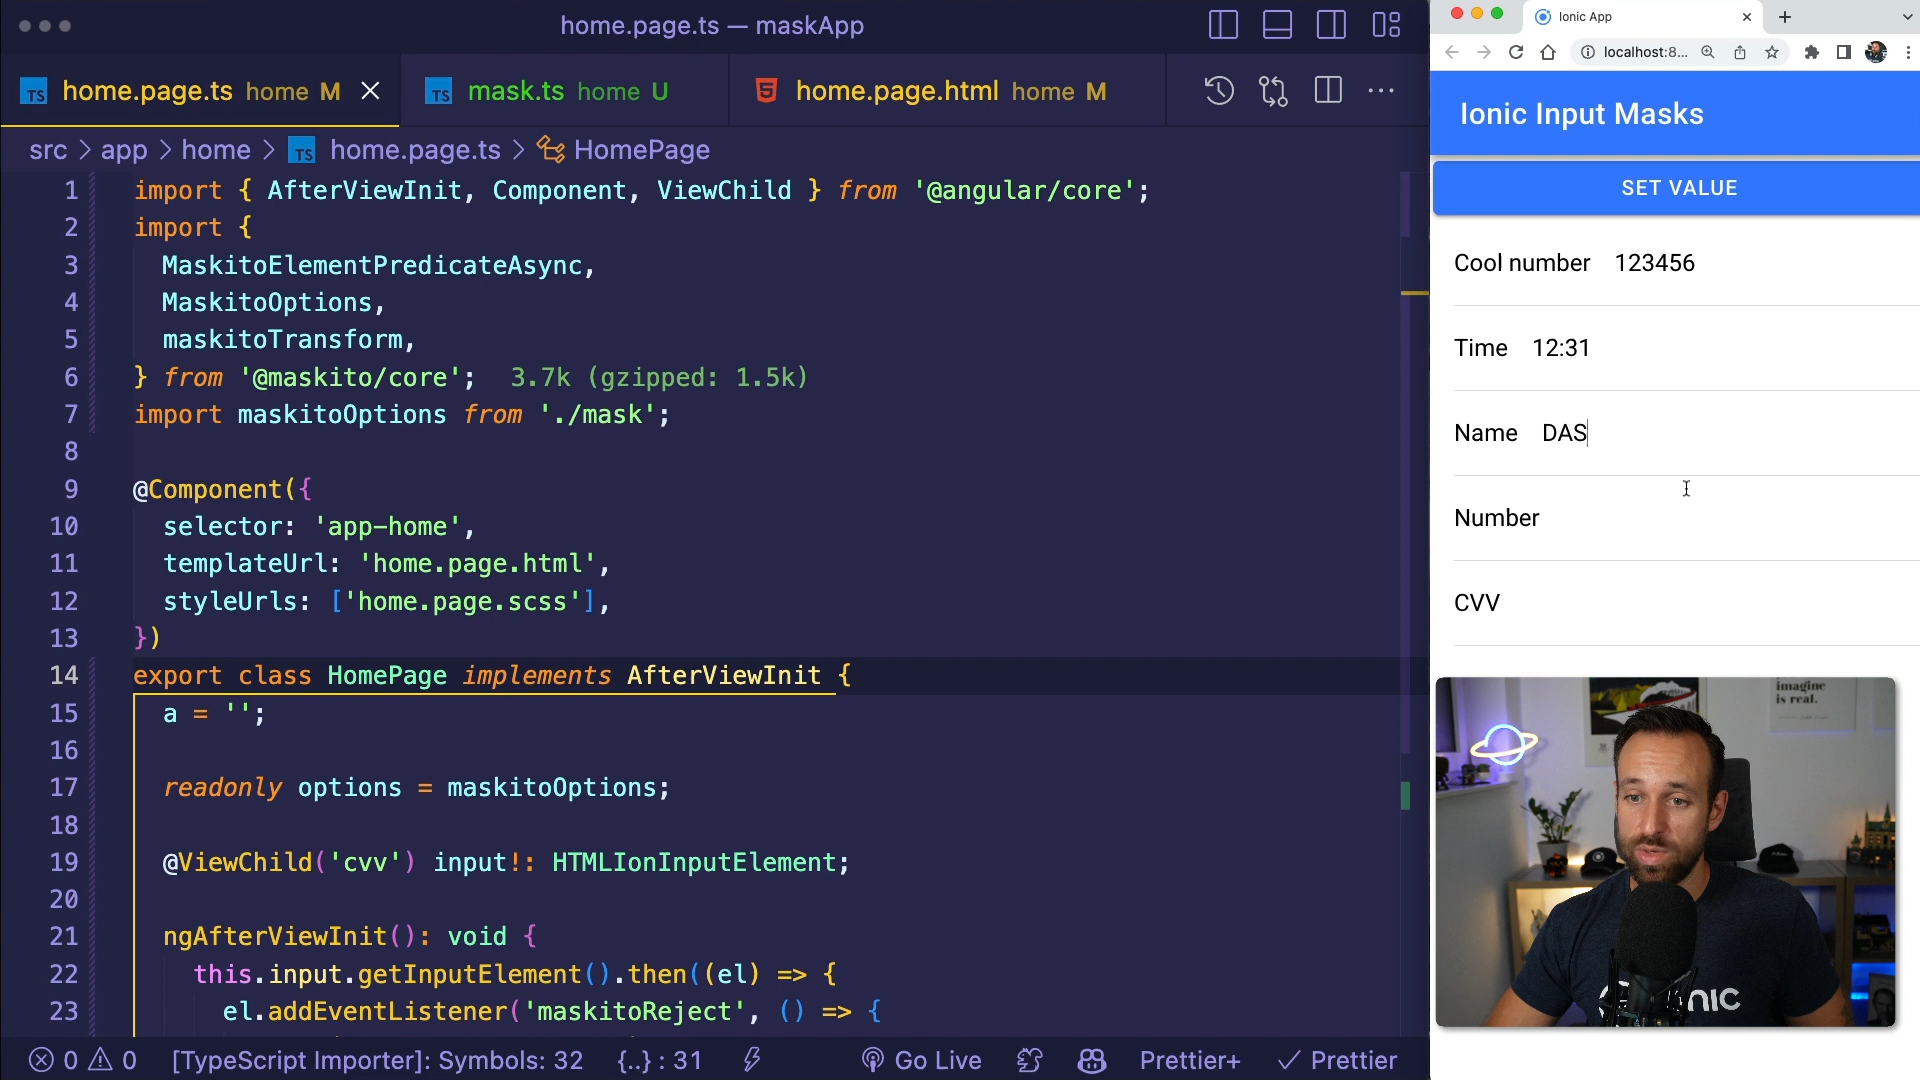 home.page.ts — maskApp
TS home.page.ts home M
TS mask.ts home U
5 home.page.html home M
src > app > home > TS home.page.ts > HomePage
1 import { AfterViewInit, Component, ViewChild } from '@angular/core';
2 import {
3 MaskitoElementPredicateAsync,
4 MaskitoOptions,
5 maskitoTransform,
6 } from '@maskito/core'; 3.7k (gzipped: 1.5k)
7 import maskitoOptions from './mask';
8
9 @Component({
10 selector: 'app-home',
11 templateUrl: 'home.page.html',
12 styleUrls: ['home.page.scss'],
13 })
14 export class HomePage implements AfterViewInit {
15 a = '';
16
17 readonly options = maskitoOptions;
18
19 @ViewChild('cvv') input!: HTMLIonInputElement;
20
21 ngAfterViewInit(): void {
22 this.input.getInputElement().then((el) => {
23 el.addEventListener('maskitoReject', () => {
0 0 [TypeScript Importer]: Symbols: 32 {..} : 31 Go Live Prettier+ Prettier
Ionic App
localhost:8...
Ionic Input Masks
SET VALUE
Cool number 123456
Time 12:31
Name DAS
Number
CVV
imagine
is real.